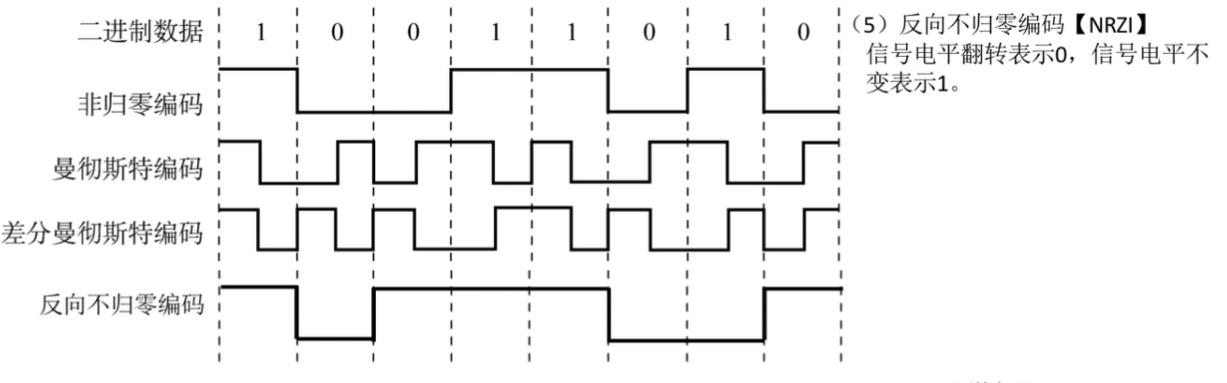 二进制数据 1 0 0 1 1 0 1 0
（5）反向不归零编码【NRZI】
信号电平翻转表示0，信号电平不
变表示1。
非归零编码
曼彻斯特编码
差分曼彻斯特编码
反向不归零编码